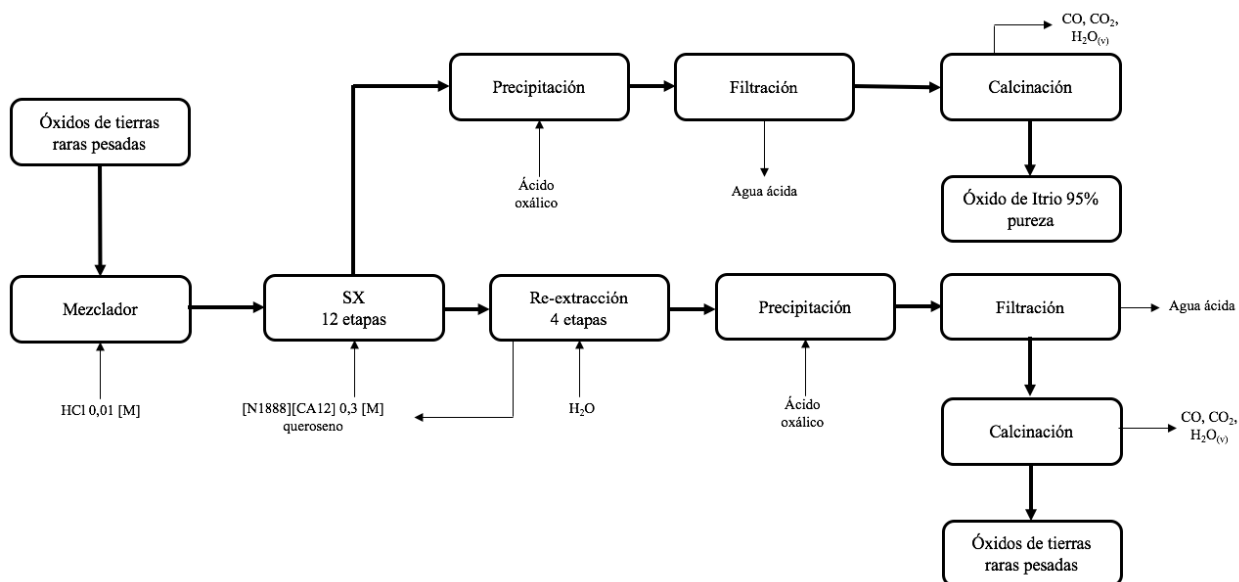 CO, CO₂,
H₂O₍ᵥ₎
Precipitación
Filtración
Calcinación
Óxidos de tierras
raras pesadas
Ácido
oxálico
Agua ácida
Óxido de Itrio 95%
pureza
Mezclador
SX
12 etapas
Re-extracción
4 etapas
Precipitación
Filtración
Agua ácida
HCl 0,01 [M]
[N1888][CA12] 0,3 [M]
queroseno
H₂O
Ácido
oxálico
Calcinación
CO, CO₂,
H₂O₍ᵥ₎
Óxidos de tierras
raras pesadas